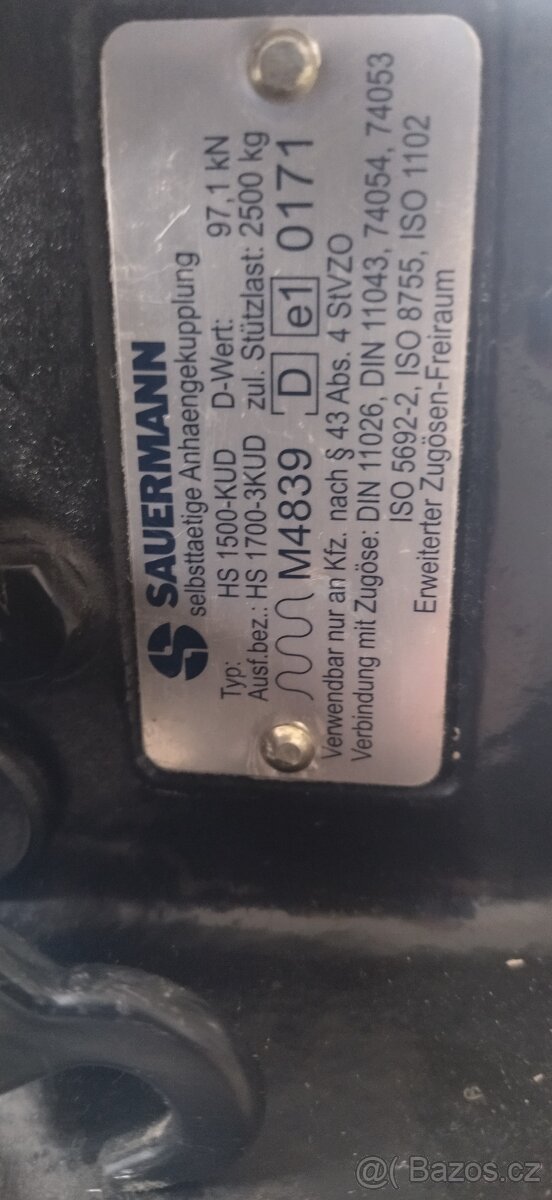 SAUERMANN
selbsttaetige Anhaengekupplung
Typ: HS 1500-KUD D-Wert: 97,1 kN
Ausf.bez.: HS 1700-3KUD zul. Stützlast: 2500 kg
M4839 D e1 0171
Verwendbar nur an Kfz. nach § 43 Abs. 4 StVZO
Verbindung mit Zugöse: DIN 11026, DIN 11043, 74054, 74053
ISO 5692-2, ISO 8755, ISO 1102
Erweiterter Zugösen-Freiraum
Bazos.cz